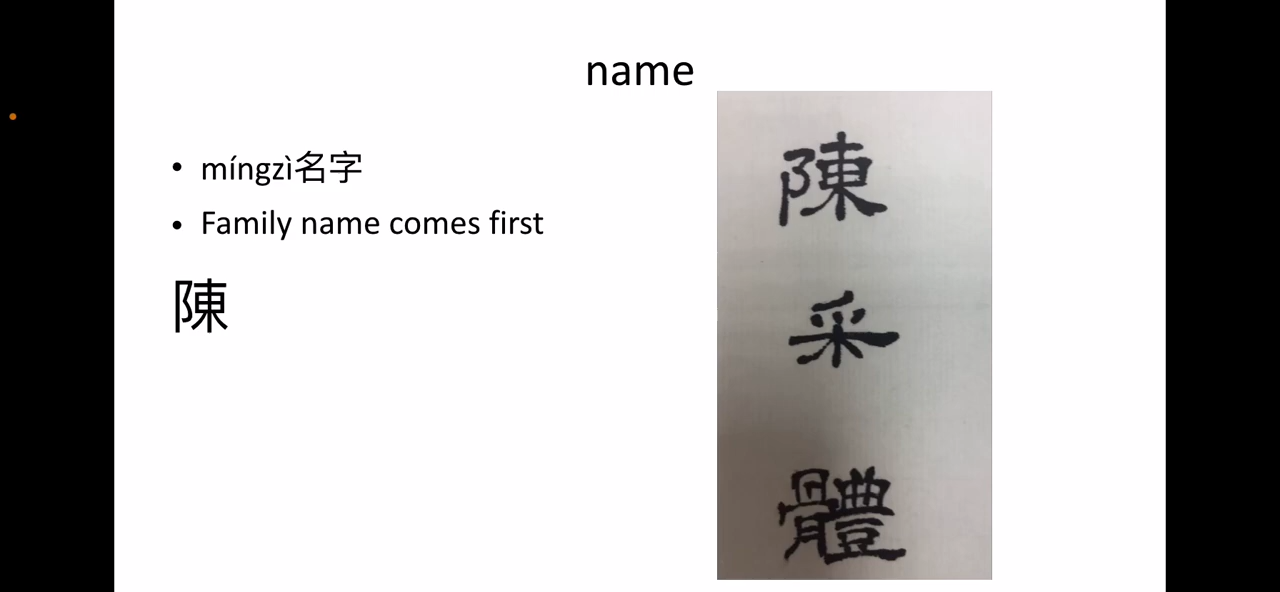 name
• míngzì名字
• Family name comes first
陳
陳
采
體